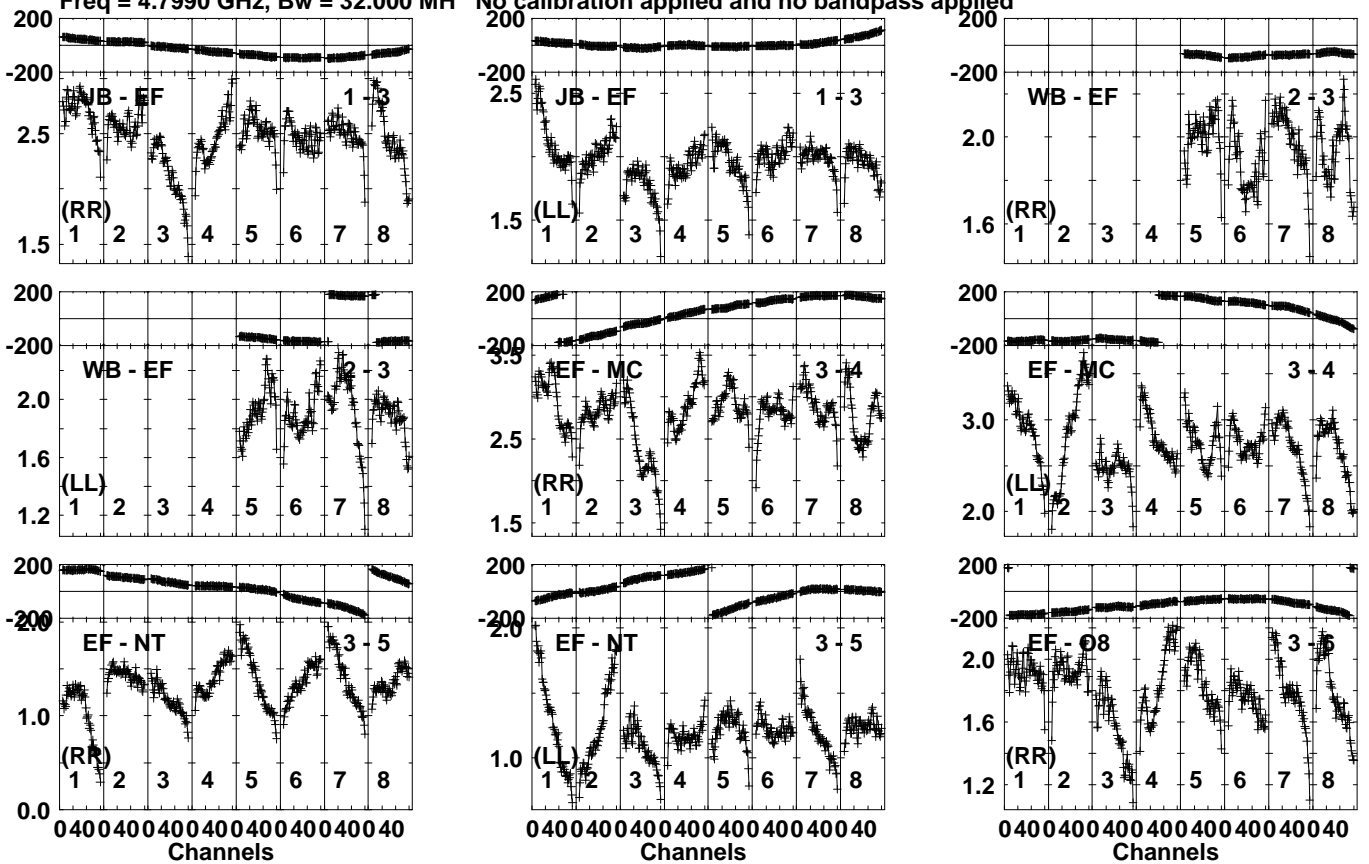 Freq = 4.7990 GHz, Bw = 32.000 MH No calibration applied and no bandpass applied
200 200 200
-200 -200 -200
JB - EF 1 - 3 JB - EF 1 - 3 WB - EF 2 - 3
2.5 2.5 2.0
1.5 1.5 1.6
(RR) (LL) (RR)
1 2 3 4 5 6 7 8 1 2 3 4 5 6 7 8 1 2 3 4 5 6 7 8
200 200 200
-200 -200 -200
WB - EF 2 - 3 EF - MC 3 - 4 EF - MC 3 - 4
3.5
2.0 2.5 3.0
1.6 1.5 2.0
1.2
(LL) (RR) (LL)
1 2 3 4 5 6 7 8 1 2 3 4 5 6 7 8 1 2 3 4 5 6 7 8
200 200 200
-200 -200 -200
EF - NT 3 - 5 EF - NT 3 - 5 EF - O8 3 - 6
2.0 2.0 2.0
1.0 1.0 1.6
0.0 1.2
(RR) (LL) (RR)
1 2 3 4 5 6 7 8 1 2 3 4 5 6 7 8 1 2 3 4 5 6 7 8
0 40 0 40 0 40 0 40 0 40 0 40 0 40 0 40 0 40 0 40 0 40 0 40 0 40 0 40 0 40 0 40 0 40 0 40 0 40 0 40 0 40 0 40 0 40 0 40
Channels Channels Channels